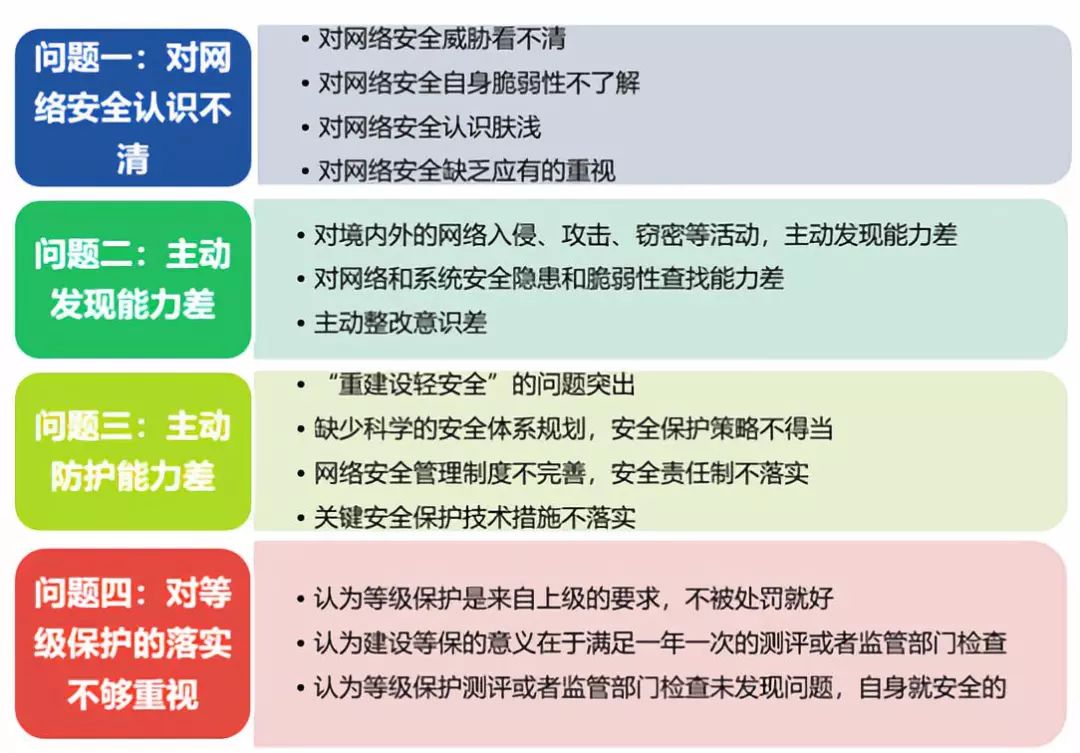 问题一：对网
络安全认识不
清
• 对网络安全威胁看不清
• 对网络安全自身脆弱性不了解
• 对网络安全认识肤浅
• 对网络安全缺乏应有的重视
问题二：主动
发现能力差
• 对境内外的网络入侵、攻击、窃密等活动，主动发现能力差
• 对网络和系统安全隐患和脆弱性查找能力差
• 主动整改意识差
问题三：主动
防护能力差
• “重建设轻安全”的问题突出
• 缺少科学的安全体系规划，安全保护策略不得当
• 网络安全管理制度不完善，安全责任制不落实
• 关键安全保护技术措施不落实
问题四：对等
级保护的落实
不够重视
• 认为等级保护是来自上级的要求，不被处罚就好
• 认为建设等保的意义在于满足一年一次的测评或者监管部门检查
• 认为等级保护测评或者监管部门检查未发现问题，自身就安全的